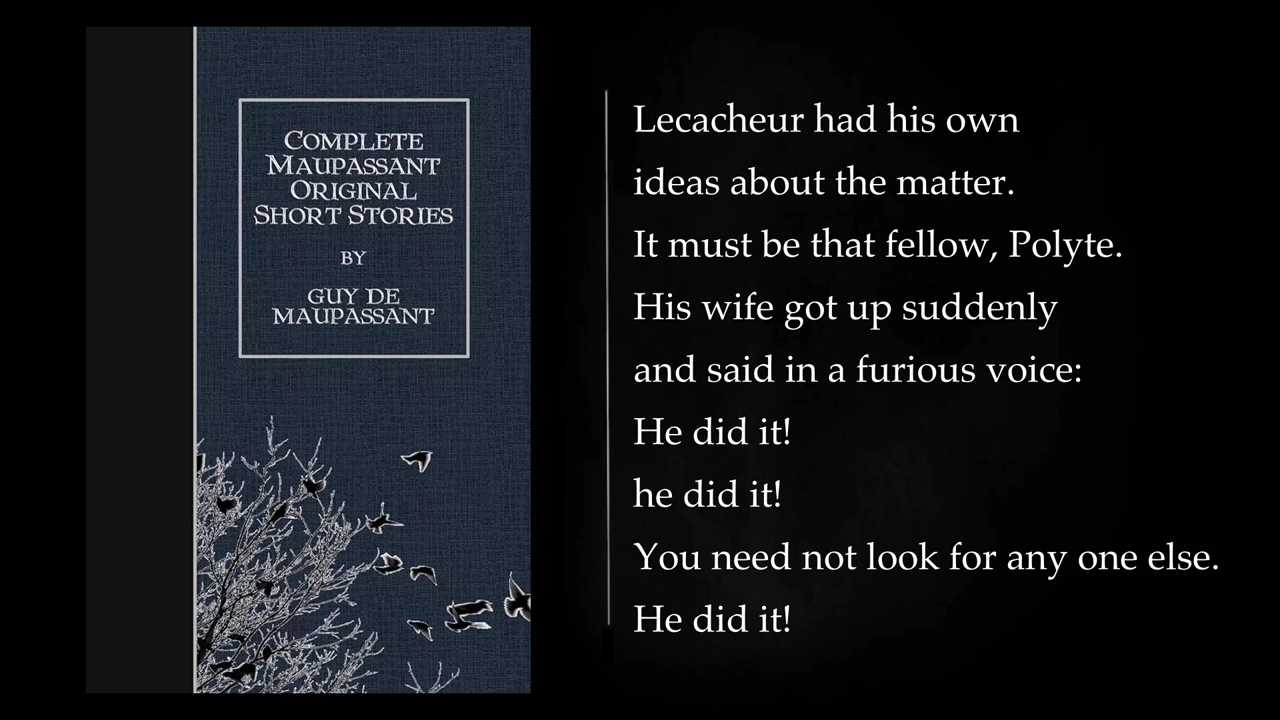 COMPLETE
MAUPASSANT
ORIGINAL
SHORT STORIES
BY
GUY DE
MAUPASSANT
Lecacheur had his own
ideas about the matter.
It must be that fellow, Polyte.
His wife got up suddenly
and said in a furious voice:
He did it!
he did it!
You need not look for any one else.
He did it!